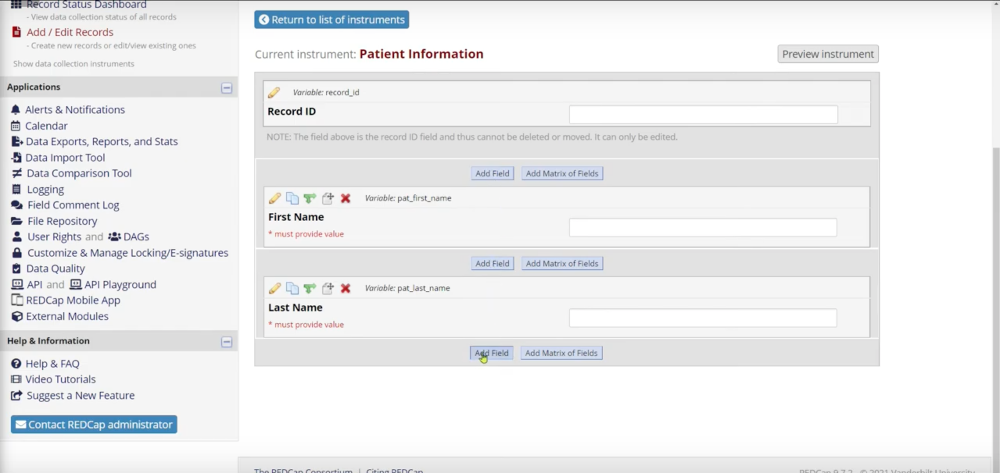 Record Status Dashboard
- View data collection status of all records
Add / Edit Records
- Create new records or edit/view existing ones
Show data collection instruments
Applications
Alerts & Notifications
Calendar
Data Exports, Reports, and Stats
Data Import Tool
Data Comparison Tool
Logging
Field Comment Log
File Repository
User Rights and DAGs
Customize & Manage Locking/E-signatures
Data Quality
API and API Playground
REDCap Mobile App
External Modules
Help & Information
Help & FAQ
Video Tutorials
Suggest a New Feature
Contact REDCap administrator
Return to list of instruments
Current instrument: Patient Information
Preview instrument
Variable: record_id
Record ID
NOTE: The field above is the record ID field and thus cannot be deleted or moved. It can only be edited.
Add Field Add Matrix of Fields
Variable: pat_first_name
First Name
* must provide value
Add Field Add Matrix of Fields
Variable: pat_last_name
Last Name
* must provide value
Add Field Add Matrix of Fields
The REDCap Consortium | Citing REDCap
REDCap 9.7.2 - © 2021 Vanderbilt University